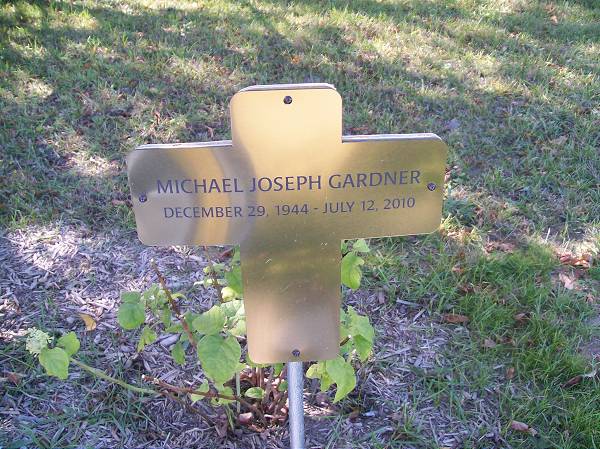 MICHAEL JOSEPH GARDNER
DECEMBER 29, 1944 - JULY 12, 2010